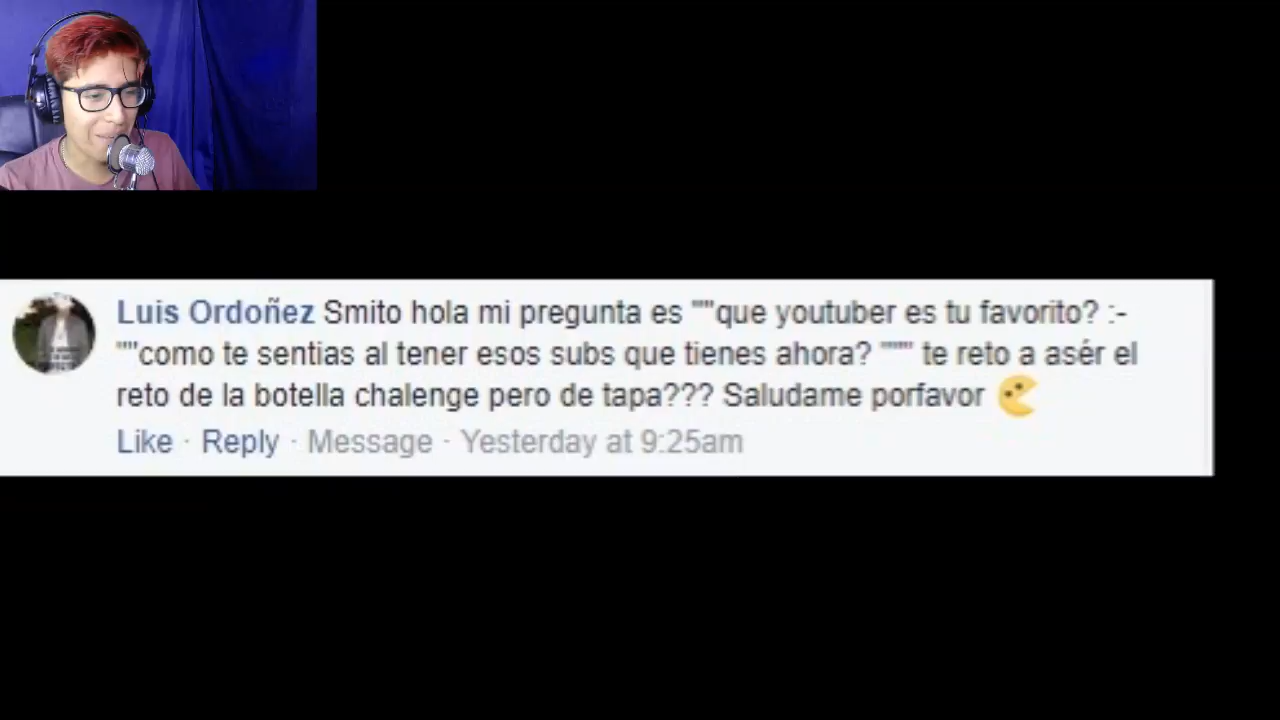 Luis Ordoñez Smito hola mi pregunta es """que youtuber es tu favorito? :-
""como te sentias al tener esos subs que tienes ahora? """" te reto a asér el
reto de la botella chalenge pero de tapa??? Saludame porfavor
Like · Reply · Message · Yesterday at 9:25am